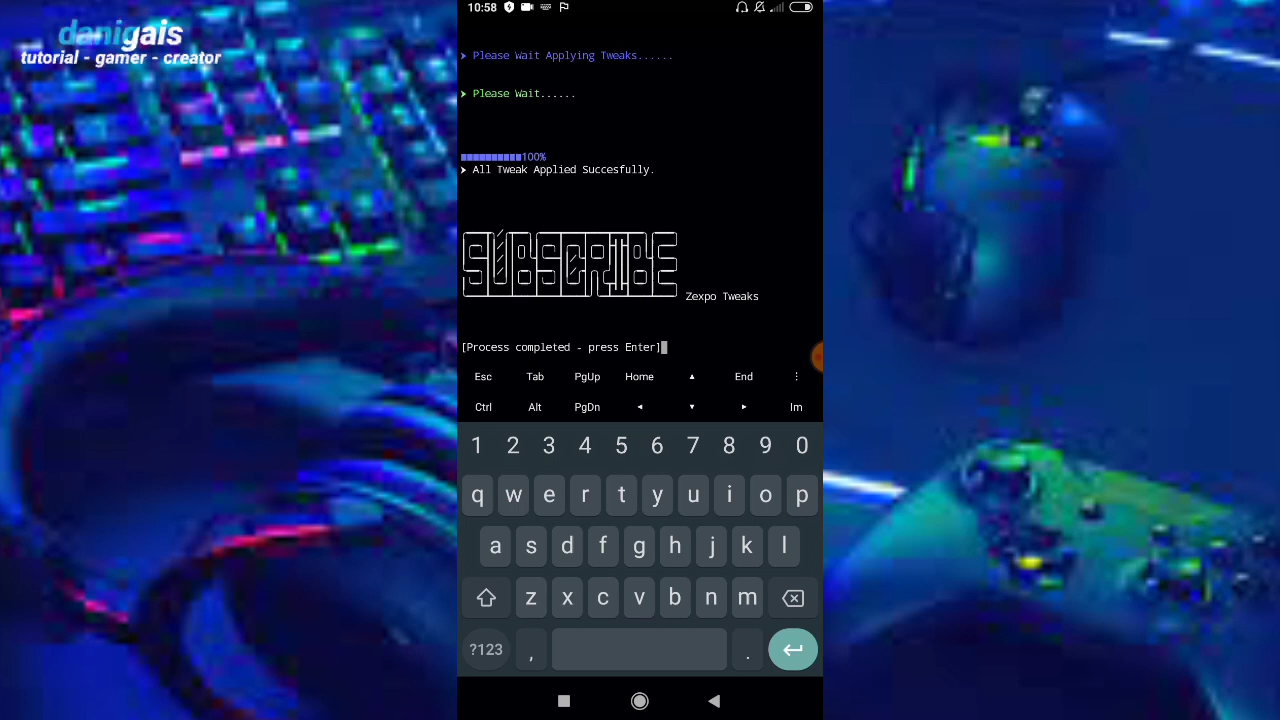 danigais
tutorial - gamer - creator
10:58
➤ Please Wait Applying Tweaks......
➤ Please Wait......
■■■■■■■■■■100%
➤ All Tweak Applied Succesfully.
SUBSCRIBE
Zexpo Tweaks
[Process completed - press Enter]
Esc Tab PgUp Home ▲ End ⋮
Ctrl Alt PgDn ◄ ▼ ► Im
1 2 3 4 5 6 7 8 9 0
q w e r t y u i o p
a s d f g h j k l
z x c v b n m
?123 , .